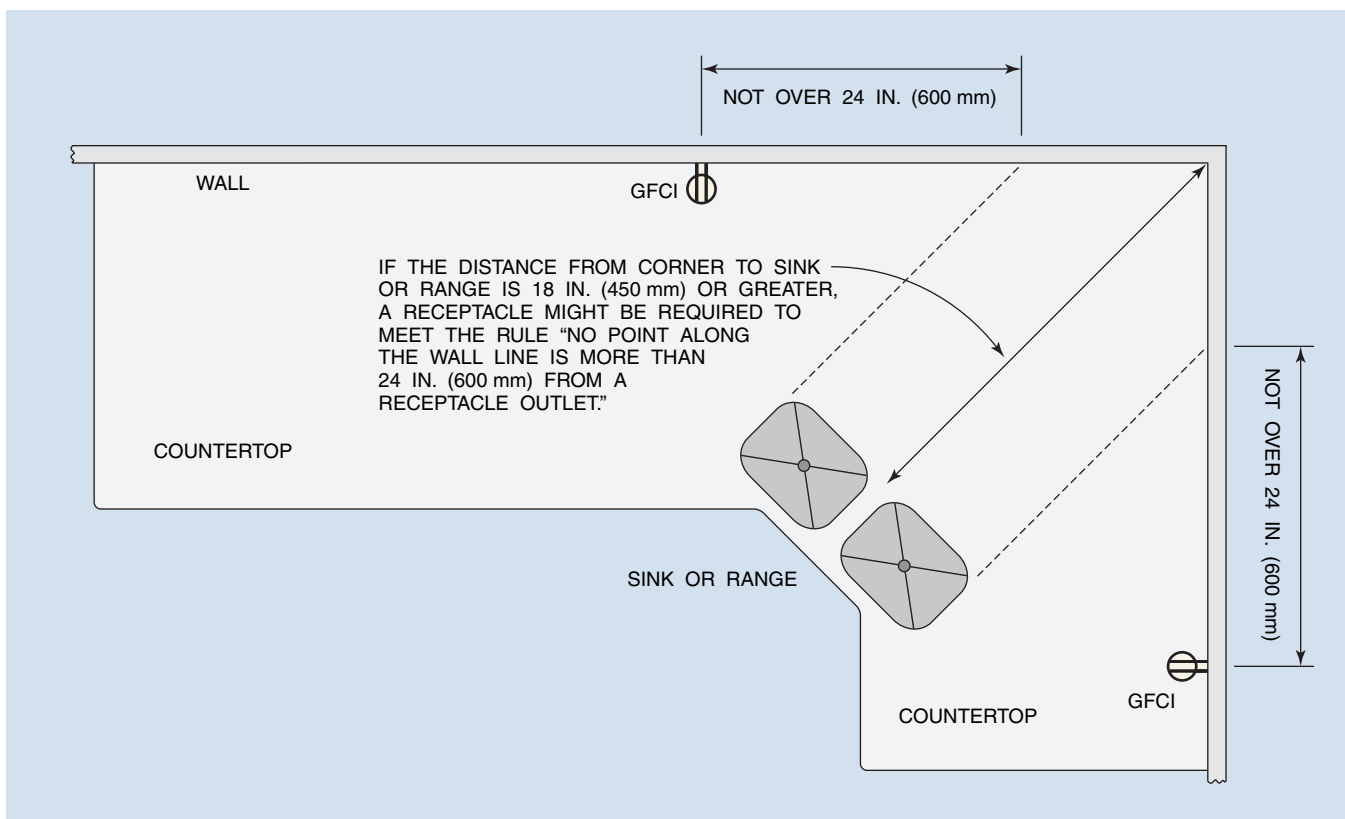 NOT OVER 24 IN. (600 mm)
WALL
GFCI
IF THE DISTANCE FROM CORNER TO SINK
OR RANGE IS 18 IN. (450 mm) OR GREATER,
A RECEPTACLE MIGHT BE REQUIRED TO
MEET THE RULE “NO POINT ALONG
THE WALL LINE IS MORE THAN
24 IN. (600 mm) FROM A
RECEPTACLE OUTLET.”
NOT OVER 24 IN. (600 mm)
COUNTERTOP
SINK OR RANGE
GFCI
COUNTERTOP